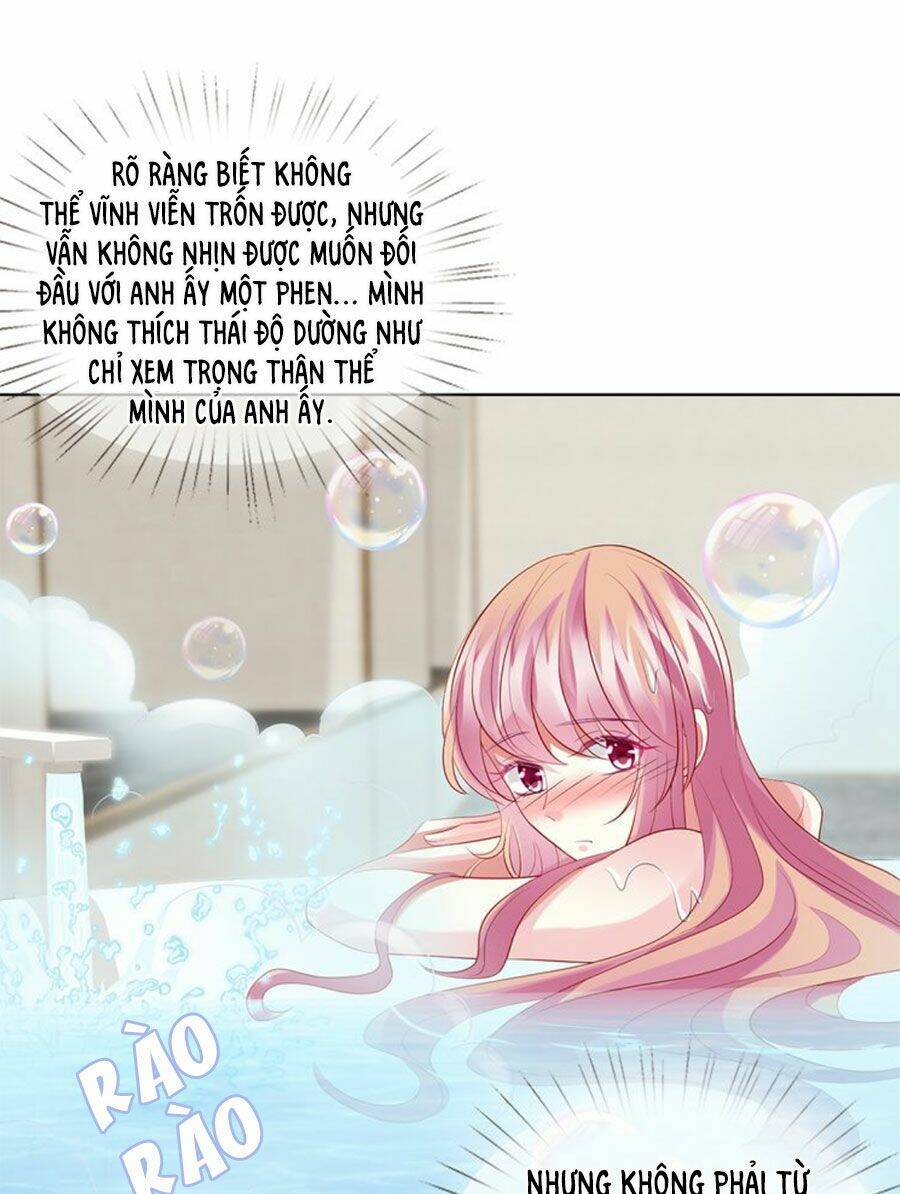 RÕ RÀNG BIẾT KHÔNG
THỂ VĨNH VIỄN TRỐN ĐƯỢC, NHƯNG
VẪN KHÔNG NHỊN ĐƯỢC MUỐN ĐỐI
ĐẦU VỚI ANH ẤY MỘT PHEN... MÌNH
KHÔNG THÍCH THÁI ĐỘ DƯỜNG NHƯ
CHỈ XEM TRỌNG THÂN THỂ
MÌNH CỦA ANH ẤY.
RÀO
RÀO
NHƯNG KHÔNG PHẢI TỪ